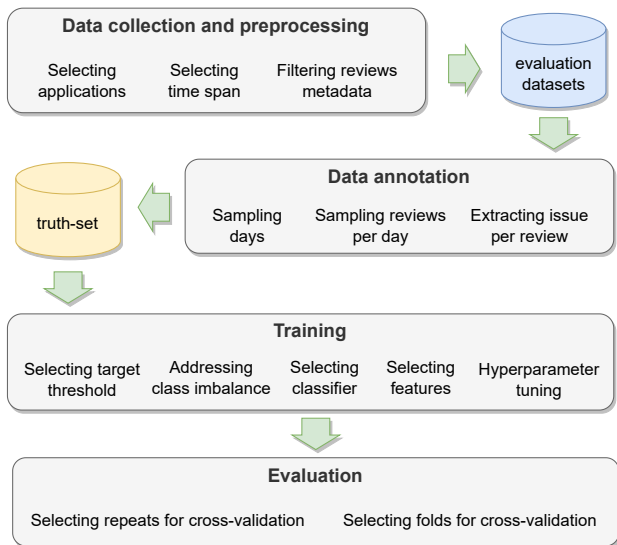 Data collection and preprocessing
Selecting applications
Selecting time span
Filtering reviews metadata
evaluation datasets
Data annotation
Sampling days
Sampling reviews per day
Extracting issue per review
truth-set
Training
Selecting target threshold
Addressing class imbalance
Selecting classifier
Selecting features
Hyperparameter tuning
Evaluation
Selecting repeats for cross-validation
Selecting folds for cross-validation